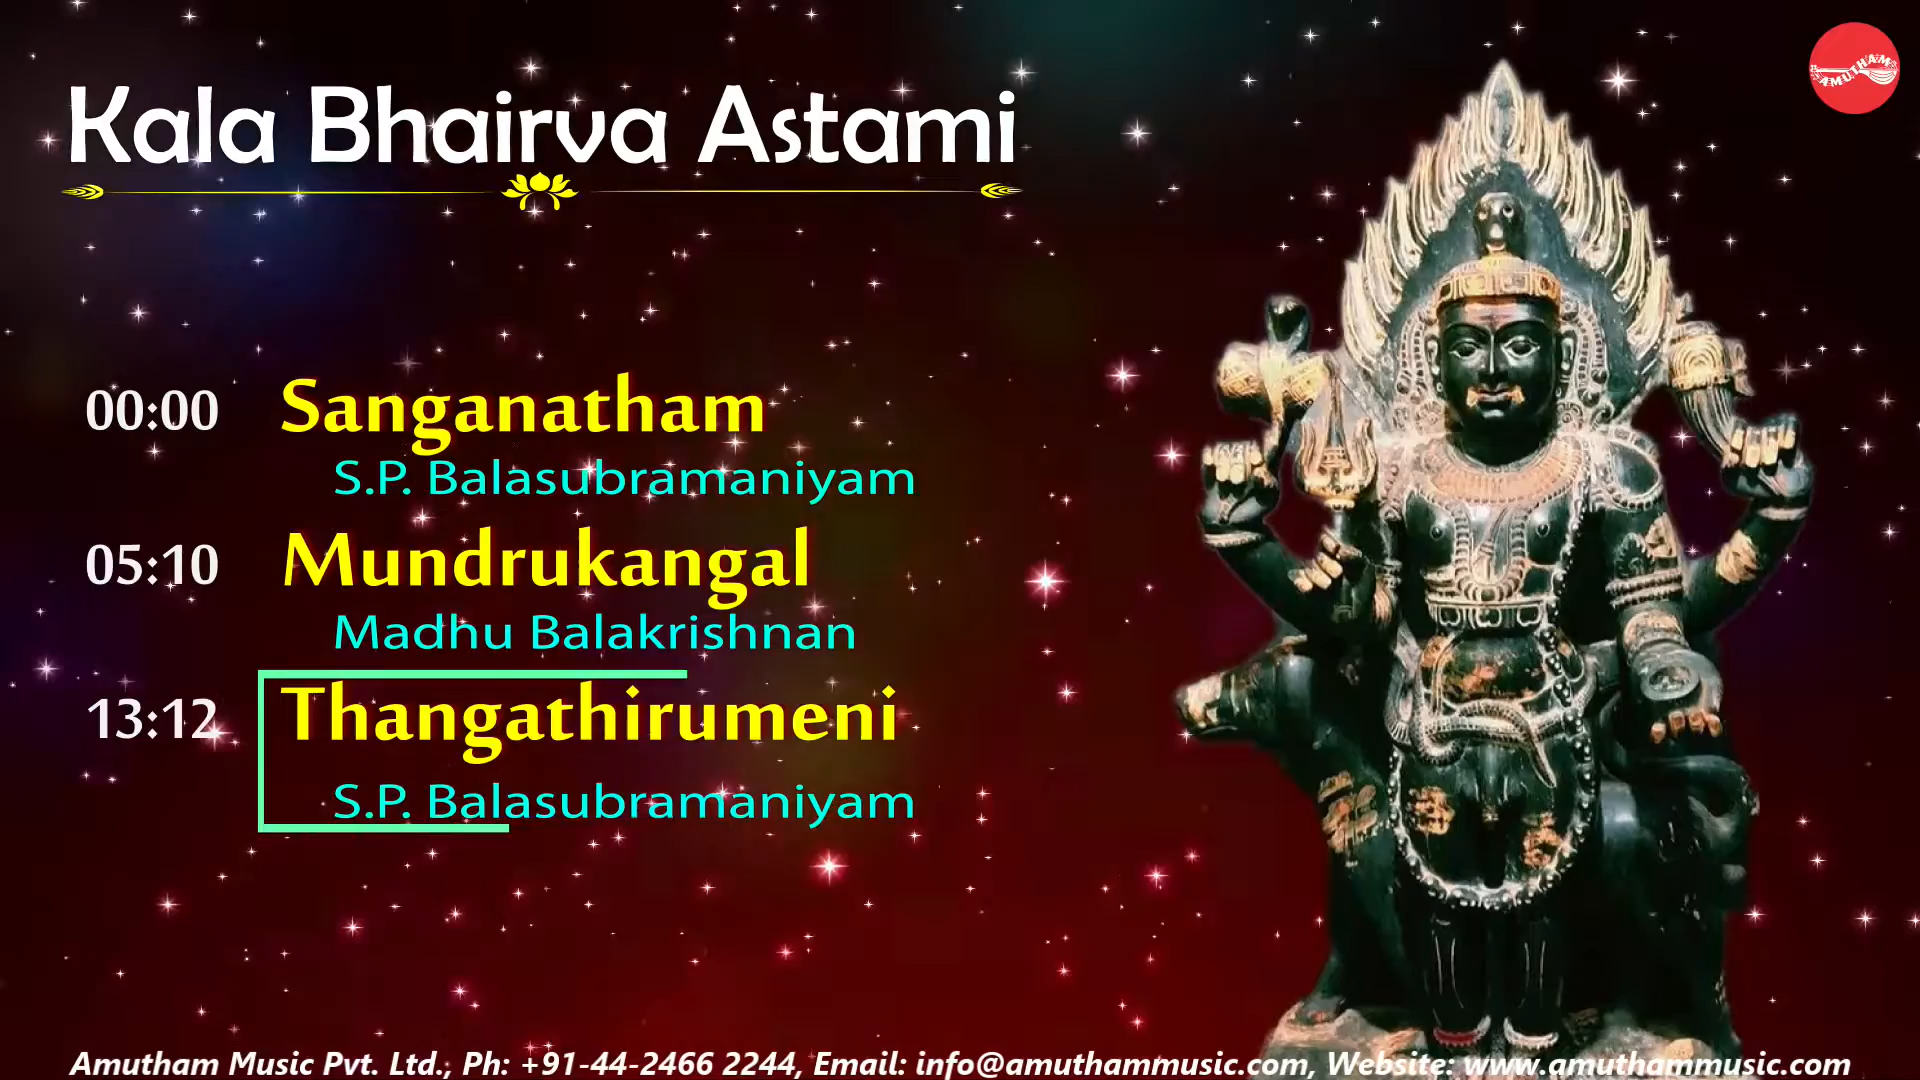 Kala Bhairva Astami
AMUTHAM
00:00 Sanganatham
S.P. Balasubramaniyam
05:10 Mundrukangal
Madhu Balakrishnan
13:12 Thangathirumeni
S.P. Balasubramaniyam
Amutham Music Pvt. Ltd., Ph: +91-44-2466 2244, Email: info@amuthammusic.com, Website: www.amuthammusic.com